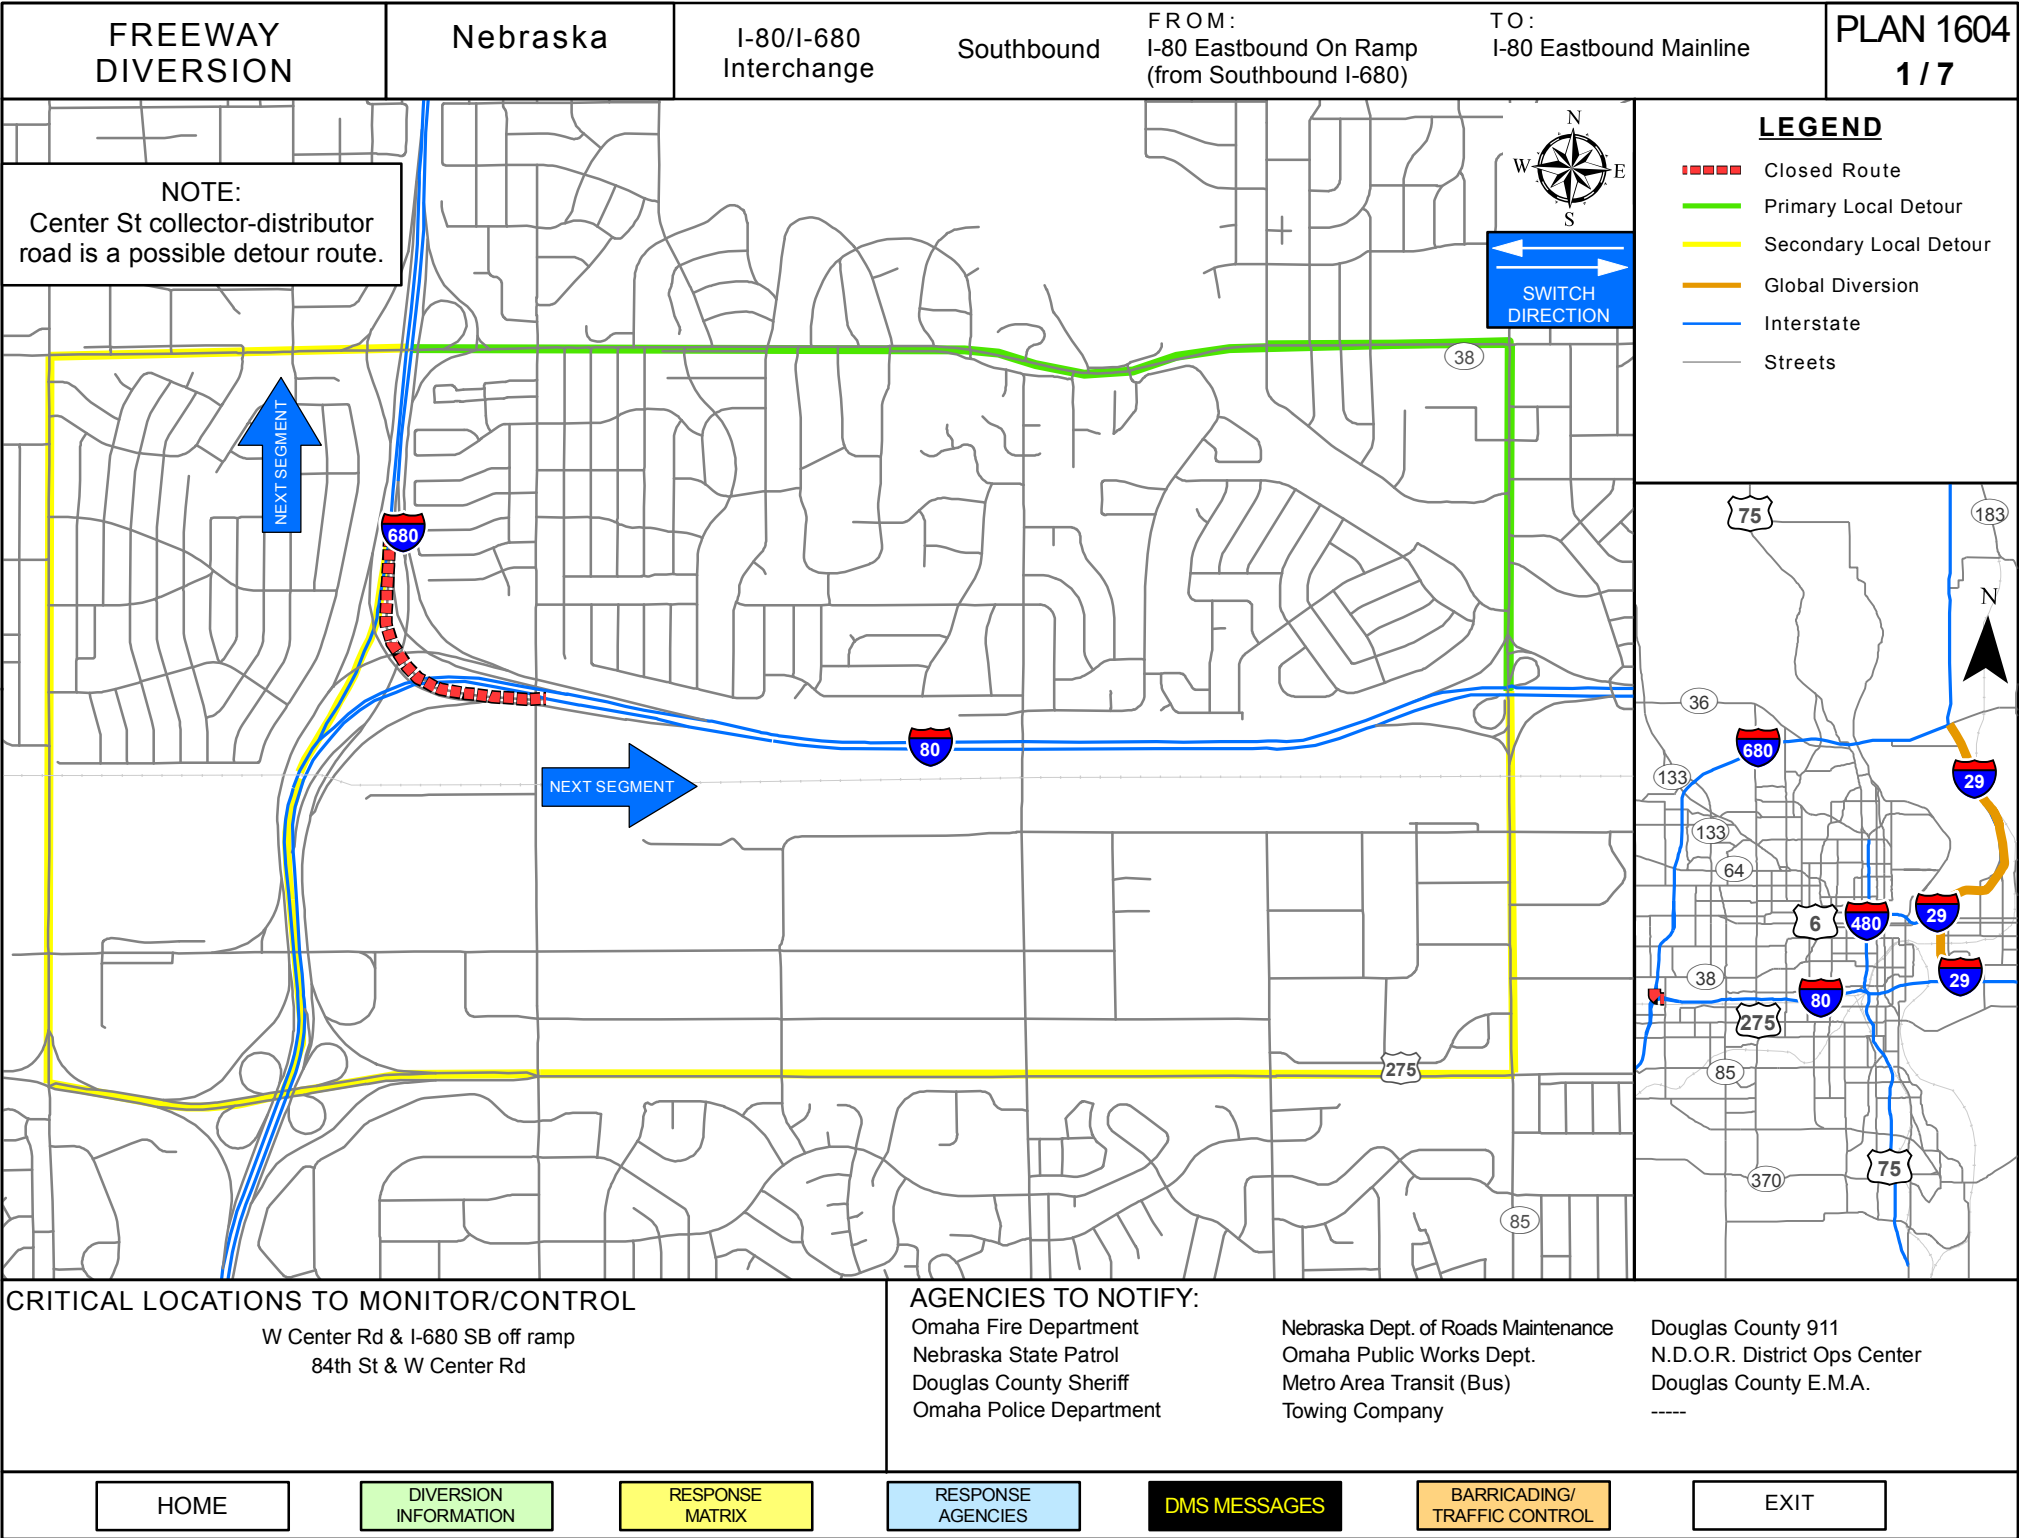 FREEWAY
DIVERSION
Nebraska
I-80/I-680
Interchange
Southbound
FROM:
I-80 Eastbound On Ramp
(from Southbound I-680)
TO:
I-80 Eastbound Mainline
PLAN 1604
1 / 7
NOTE:
Center St collector-distributor
road is a possible detour route.
N
W
E
S
SWITCH
DIRECTION
38
NEXT SEGMENT
680
80
NEXT SEGMENT
275
85
LEGEND
Closed Route
Primary Local Detour
Secondary Local Detour
Global Diversion
Interstate
Streets
75
183
N
36
680
133
29
133
64
6
480
29
38
29
80
275
85
75
370
CRITICAL LOCATIONS TO MONITOR/CONTROL
W Center Rd & I-680 SB off ramp
84th St & W Center Rd
AGENCIES TO NOTIFY:
Omaha Fire Department
Nebraska State Patrol
Douglas County Sheriff
Omaha Police Department
Nebraska Dept. of Roads Maintenance
Omaha Public Works Dept.
Metro Area Transit (Bus)
Towing Company
Douglas County 911
N.D.O.R. District Ops Center
Douglas County E.M.A.
-----
HOME
DIVERSION
INFORMATION
RESPONSE
MATRIX
RESPONSE
AGENCIES
DMS MESSAGES
BARRICADING/
TRAFFIC CONTROL
EXIT